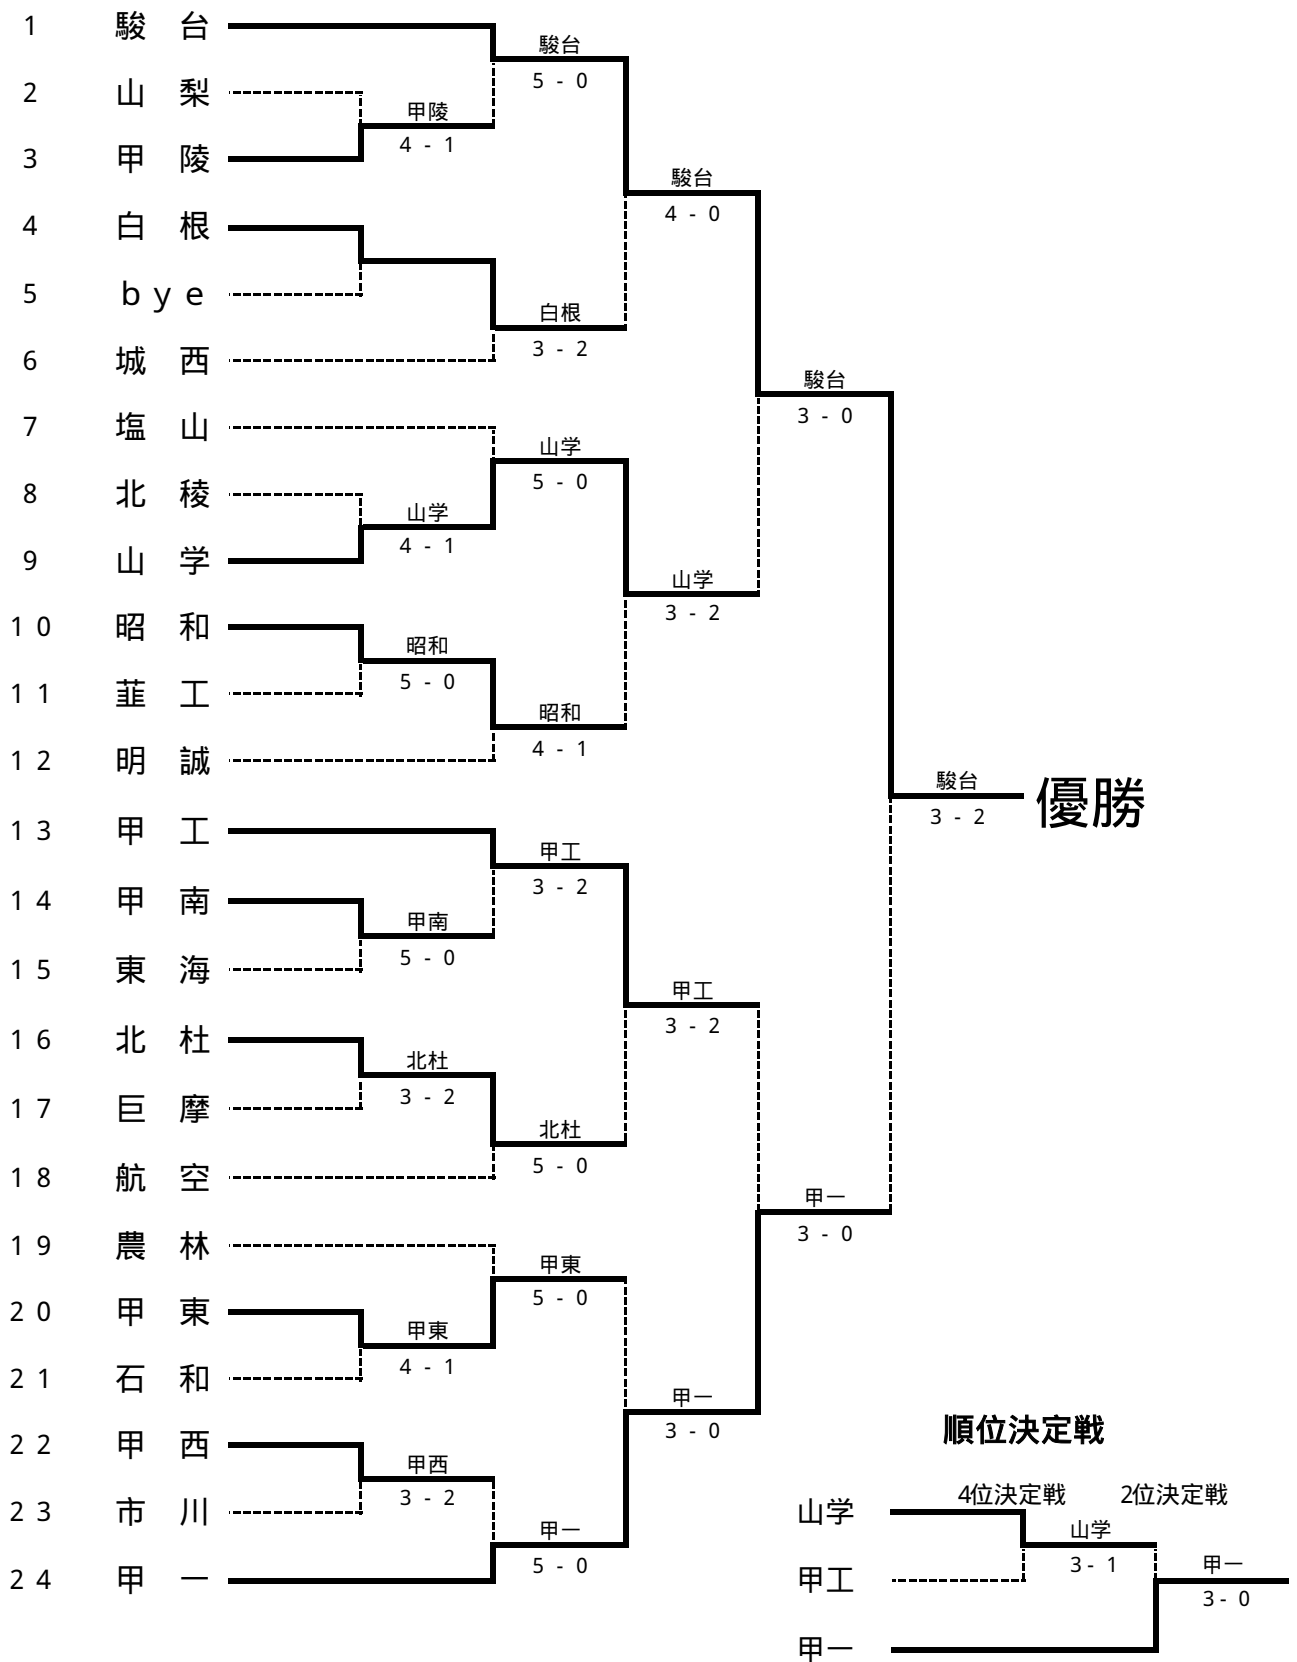 1 駿 台
駿台
5 - 0
2 山 梨
甲陵
4 - 1
3 甲 陵
駿台
4 - 0
4 白 根
5 bye
白根
3 - 2
6 城 西
駿台
3 - 0
7 塩 山
山学
5 - 0
8 北 稜
山学
4 - 1
9 山 学
山学
3 - 2
10 昭 和
昭和
5 - 0
11 韮 工
昭和
4 - 1
12 明 誠
駿台
3 - 2
優勝
13 甲 工
甲工
3 - 2
14 甲 南
甲南
5 - 0
15 東 海
甲工
3 - 2
16 北 杜
北杜
3 - 2
17 巨 摩
北杜
5 - 0
18 航 空
甲一
3 - 0
19 農 林
甲東
5 - 0
20 甲 東
甲東
4 - 1
21 石 和
甲一
3 - 0
22 甲 西
甲西
3 - 2
23 市 川
甲一
5 - 0
24 甲 一
順位決定戦
4位決定戦 2位決定戦
山学
山学
3 - 1
甲工
甲一
3 - 0
甲一